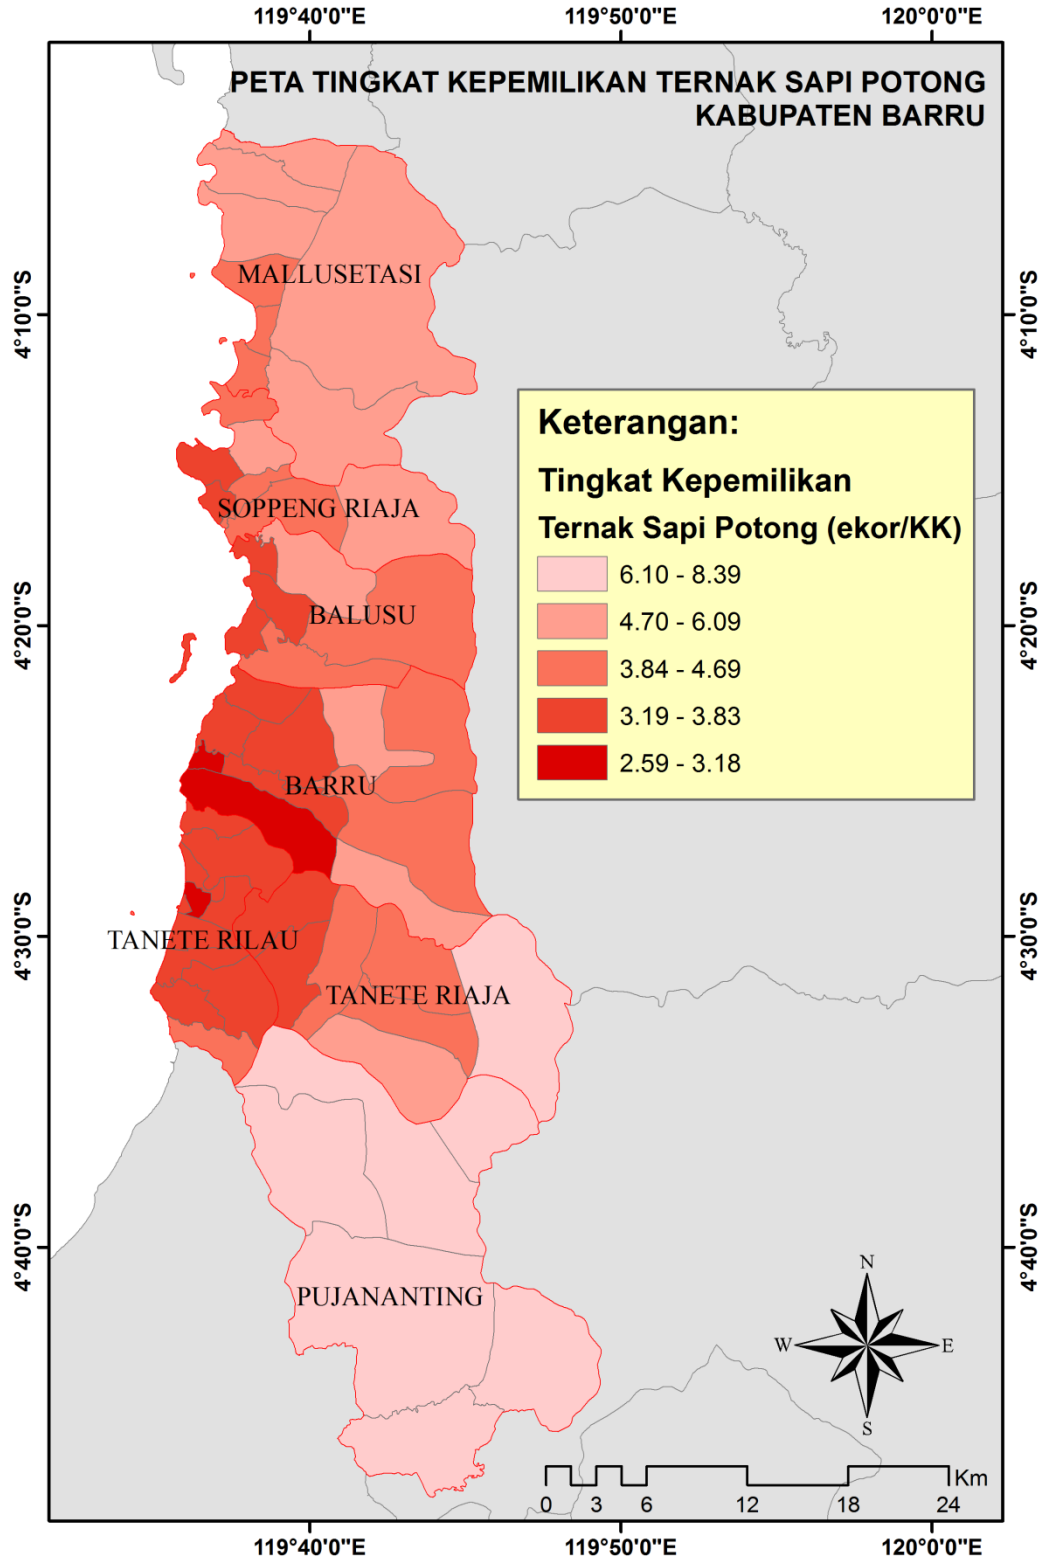 119°40'0"E
119°50'0"E
120°0'0"E
PETA TINGKAT KEPEMILIKAN TERNAK SAPI POTONG
KABUPATEN BARRU
MALLUSETASI
4°10'0"S
4°10'0"S
Keterangan:
Tingkat Kepemilikan
Ternak Sapi Potong (ekor/KK)
6.10 - 8.39
4.70 - 6.09
3.84 - 4.69
3.19 - 3.83
2.59 - 3.18
SOPPENG RIAJA
BALUSU
4°20'0"S
4°20'0"S
BARRU
4°30'0"S
4°30'0"S
TANETE RILAU
TANETE RIAJA
4°40'0"S
4°40'0"S
PUJANANTING
N
W
E
S
Km
0 3 6 12 18 24
119°40'0"E
119°50'0"E
120°0'0"E